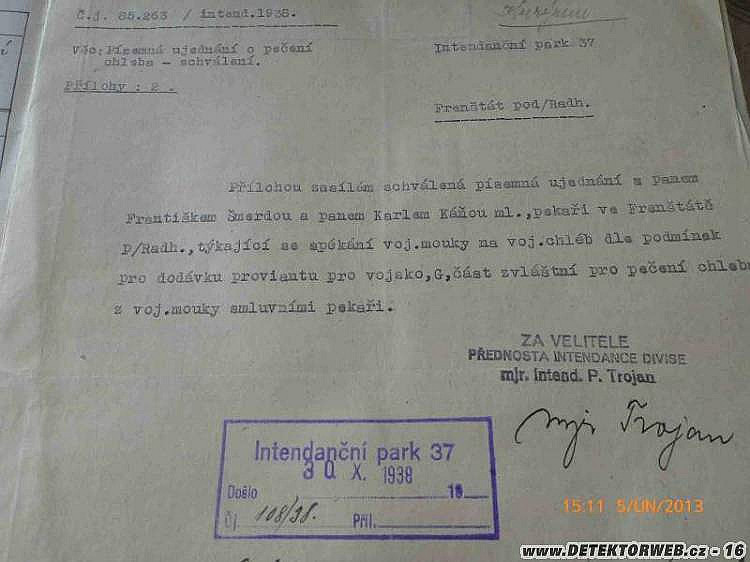 Č.j. 85.263 / intend.1938.
Věc: Písemná ujednání o pečení
chleba - schválení.
Přílohy : 2 .
Intendanční park 37
Frenštát pod/Radh.
Přílohou zasílám schválená písemná ujednání s panem
Františkem Šmerdou a panem Karlem Káňou ml.,pekaři ve Frenštátě
p/Radh.,týkající se spékání voj.mouky na voj.chléb dle podmínek
pro dodávku proviantu pro vojsko,G,část zvláštní pro pečení chleba
z voj.mouky smluvními pekaři.
ZA VELITELE
PŘEDNOSTA INTENDANCE DIVISE
mjr. intend. P. Trojan
mjr Trojan
Intendanční park 37
30 X. 1938
Došlo 19
Čj. 108/38. Příl.
15:11 5/ÚN/2013
www.DETEKTORWEB.cz - 16